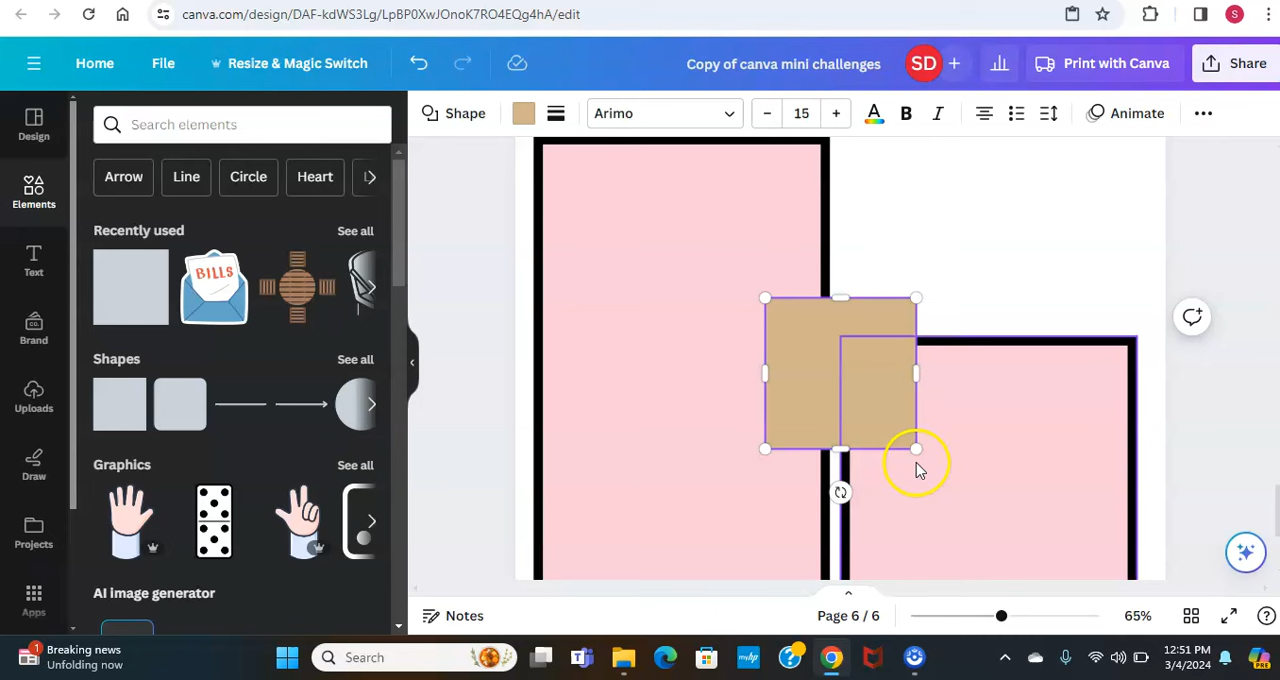 canva.com/design/DAF-kdWS3Lg/LpBP0XwJOnoK7RO4EQg4hA/edit
S
Home File Resize & Magic Switch Copy of canva mini challenges SD Print with Canva Share
Search elements
Shape Arimo 15 A B I Animate
Design
Elements
Text
Brand
Uploads
Draw
Projects
Apps
Arrow Line Circle Heart
Recently used See all
BILLS
Shapes See all
Graphics See all
AI image generator
Notes Page 6 / 6 65%
1 Breaking news
Unfolding now
Search
12:51 PM
3/4/2024